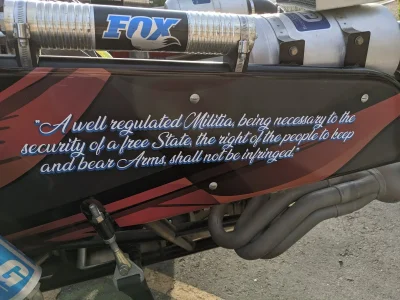 FOX
"A well regulated Militia, being necessary to the
security of a free State, the right of the people to keep
and bear Arms, shall not be infringed."